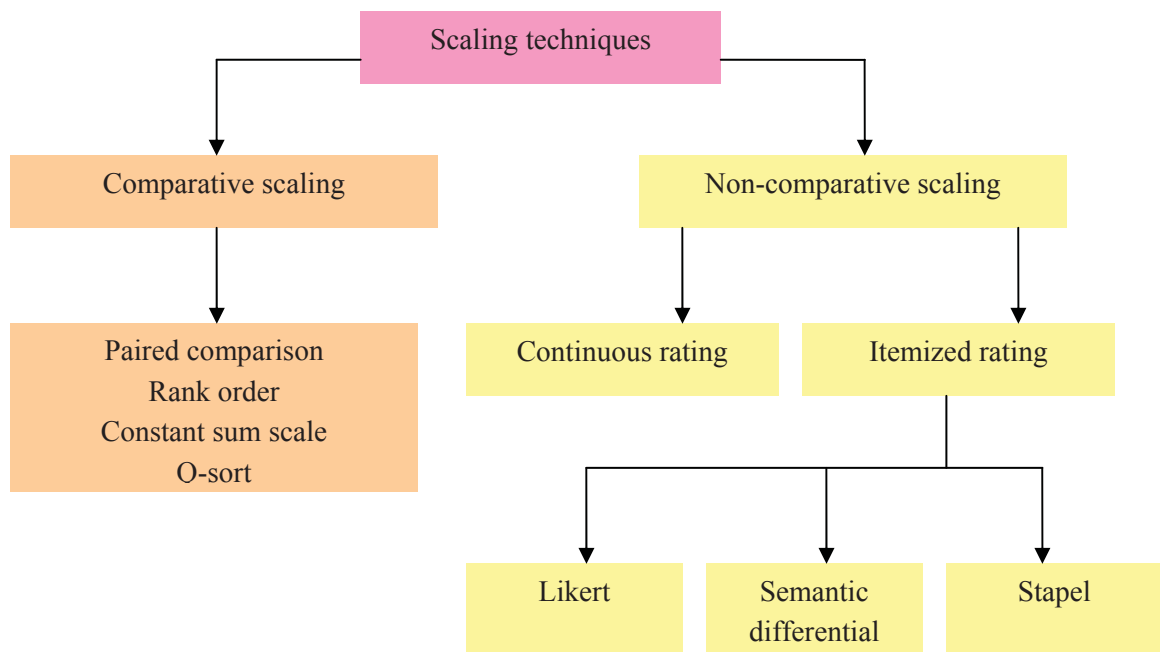 Scaling techniques
Comparative scaling
Non-comparative scaling
Paired comparison
Rank order
Constant sum scale
O-sort
Continuous rating
Itemized rating
Likert
Semantic
differential
Stapel